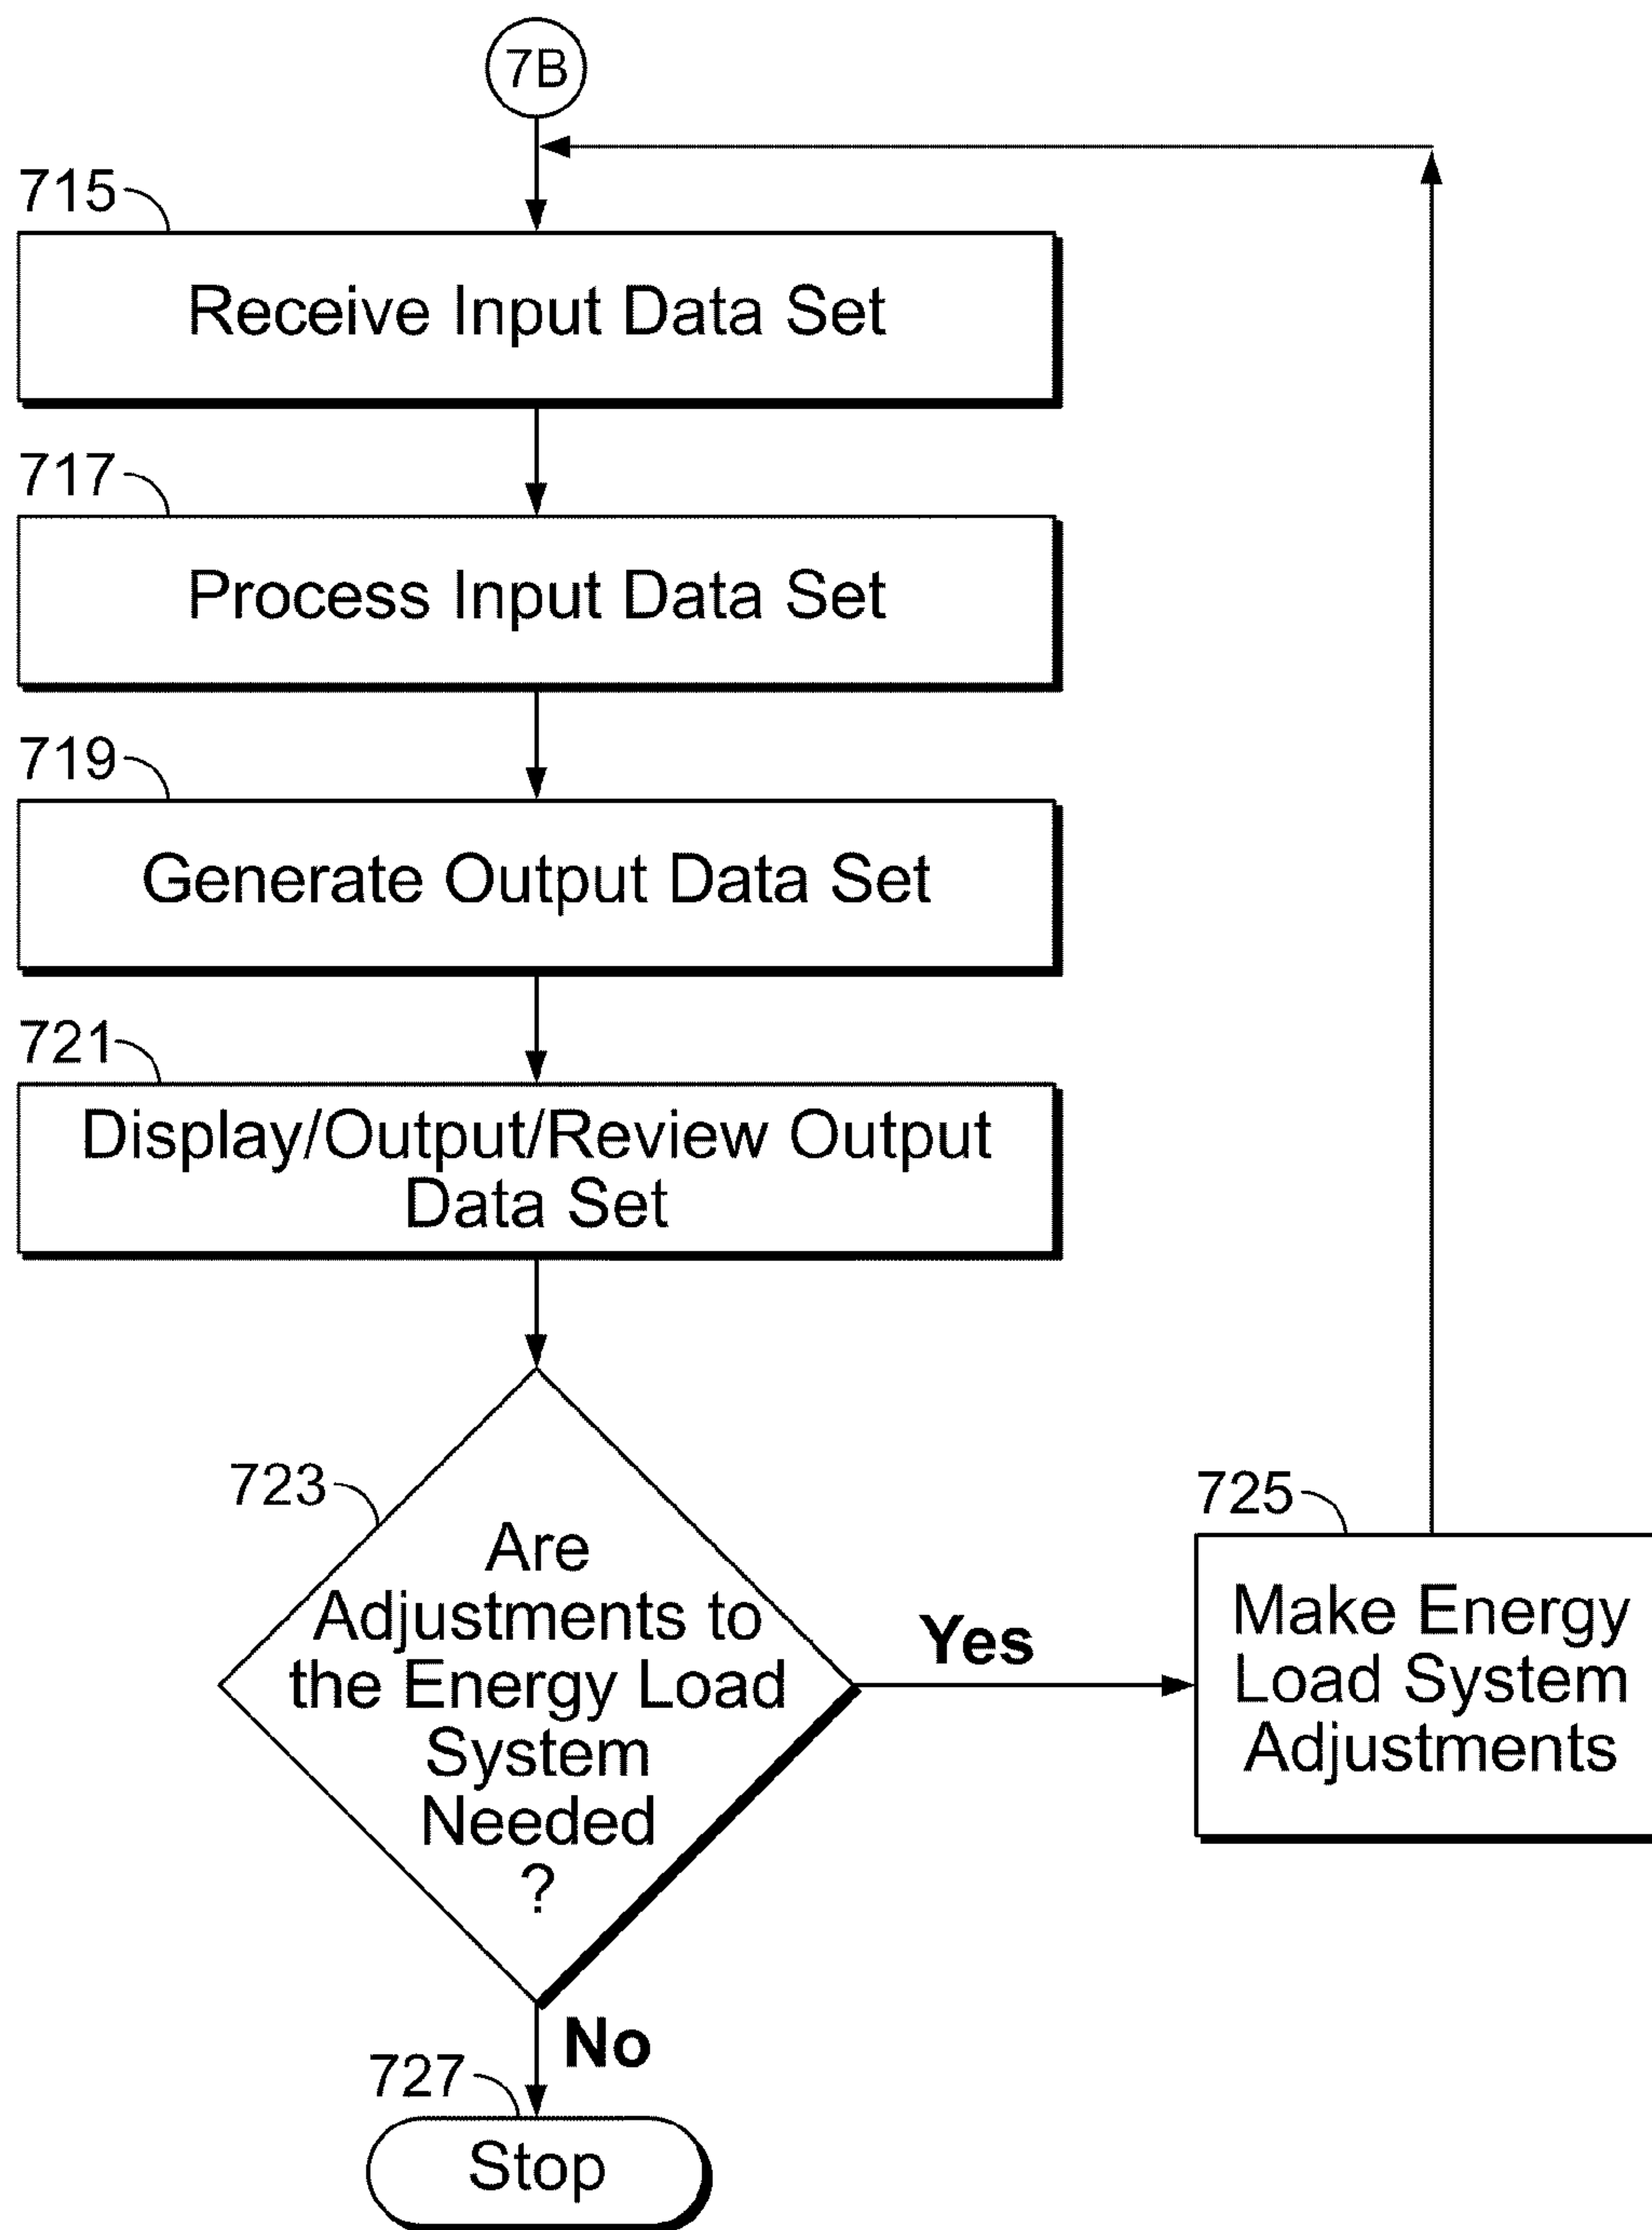 7B
715
Receive Input Data Set
717
Process Input Data Set
719
Generate Output Data Set
721
Display/Output/Review Output
Data Set
723
Are
Adjustments to
the Energy Load
System
Needed
?
Yes
725
Make Energy
Load System
Adjustments
No
727
Stop